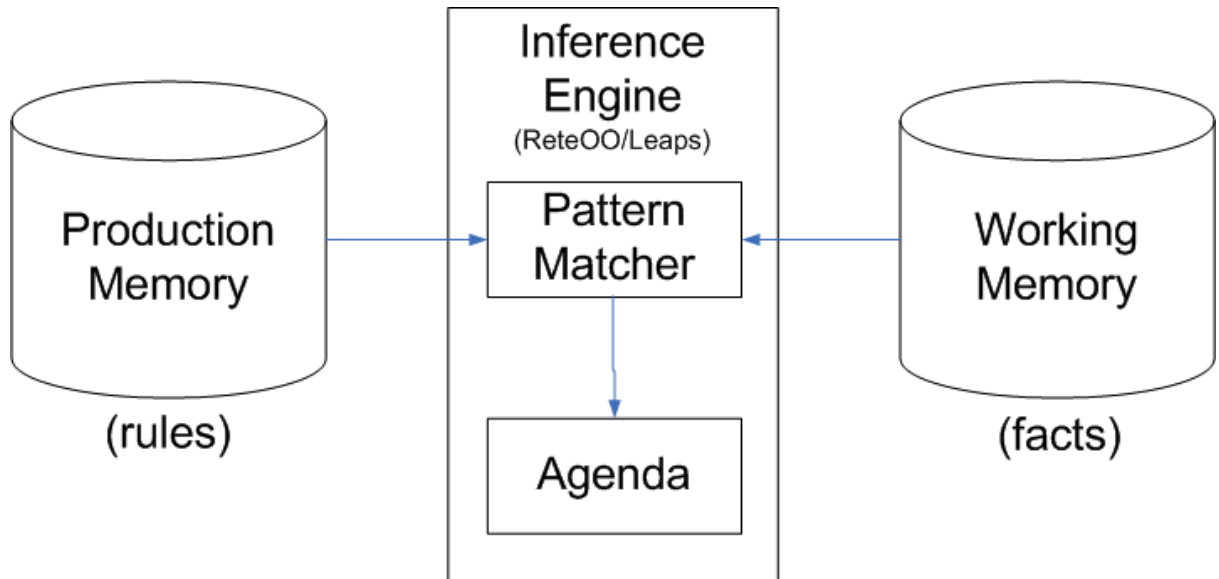 Inference
Engine
(ReteOO/Leaps)
Production
Memory
(rules)
Pattern
Matcher
Agenda
Working
Memory
(facts)